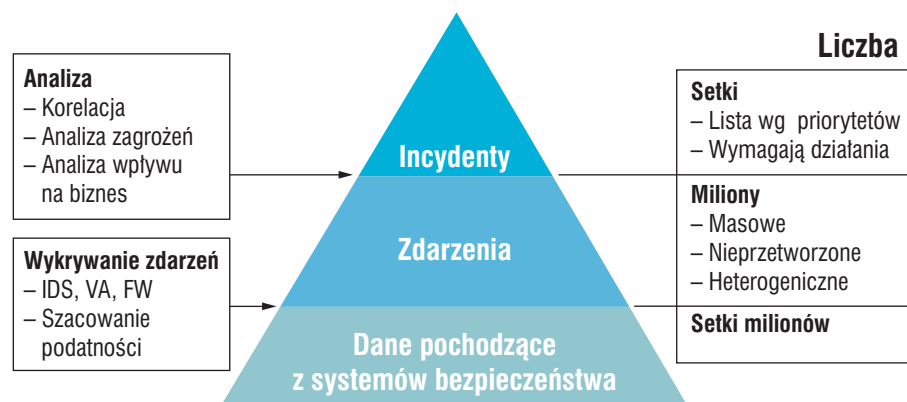 Analiza
– Korelacja
– Analiza zagrożeń
– Analiza wpływu
na biznes
Wykrywanie zdarzeń
– IDS, VA, FW
– Szacowanie
podatności
Incydenty
Zdarzenia
Dane pochodzące
z systemów bezpieczeństwa
Liczba
Setki
– Lista wg priorytetów
– Wymagają działania
Miliony
– Masowe
– Nieprzetworzone
– Heterogeniczne
Setki milionów